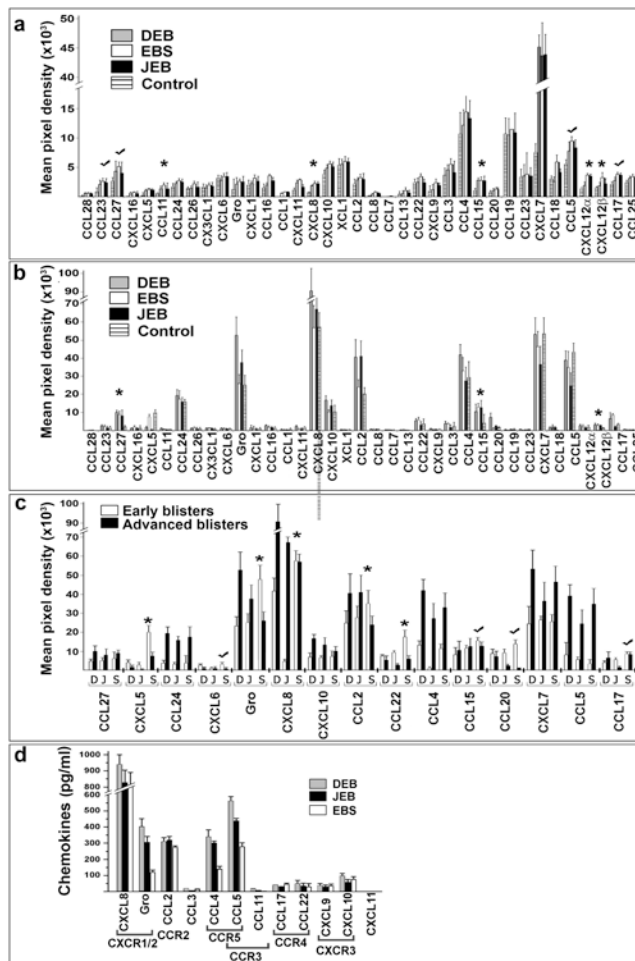 a
Mean pixel density (x10³)
50
45
40
15
10
5
DEB
EBS
JEB
Control
✓ ✓ * * * ✓ * * ✓
CCL28 CCL23 CCL27 CXCL16 CXCL5 CCL11 CCL24 CCL26 CX3CL1 CXCL6 Gro CXCL1 CCL16 CCL1 CXCL11 CXCL8 CXCL10 XCL1 CCL2 CCL8 CCL7 CCL13 CCL22 CXCL9 CCL3 CCL4 CCL15 CCL20 CCL19 CCL23 CXCL7 CCL18 CCL5 CXCL12α CXCL12β CCL17 CCL25
b
Mean pixel density (x10³)
100
90
80
70
60
50
40
30
20
10
DEB
EBS
JEB
Control
* * *
CCL28 CCL23 CCL27 CXCL16 CXCL5 CCL11 CCL24 CCL26 CX3CL1 CXCL6 Gro CXCL1 CCL16 CCL1 CXCL11 CXCL8 CXCL10 XCL1 CCL2 CCL8 CCL7 CCL13 CCL22 CXCL9 CCL3 CCL4 CCL15 CCL20 CCL19 CCL23 CXCL7 CCL18 CCL5 CXCL12α CXCL12β CCL17
c
Mean pixel density (x10³)
100
90
80
70
60
50
40
30
20
10
Early blisters
Advanced blisters
* ✓ * * * * ✓ ✓ ✓
D J S D J S D J S D J S D J S D J S D J S D J S D J S D J S D J S D J S D J S D J S D J S
CCL27 CXCL5 CCL24 CXCL6 Gro CXCL8 CXCL10 CCL2 CCL22 CCL4 CCL15 CCL20 CXCL7 CCL5 CCL17
d
Chemokines (pg/ml)
1000
900
800
600
500
400
300
200
100
DEB
JEB
EBS
CXCL8 Gro CCL2 CCL3 CCL4 CCL5 CCL11 CCL17 CCL22 CXCL9 CXCL10 CXCL11
CXCR1/2 CCR2 CCR5 CCR3 CCR4 CXCR3